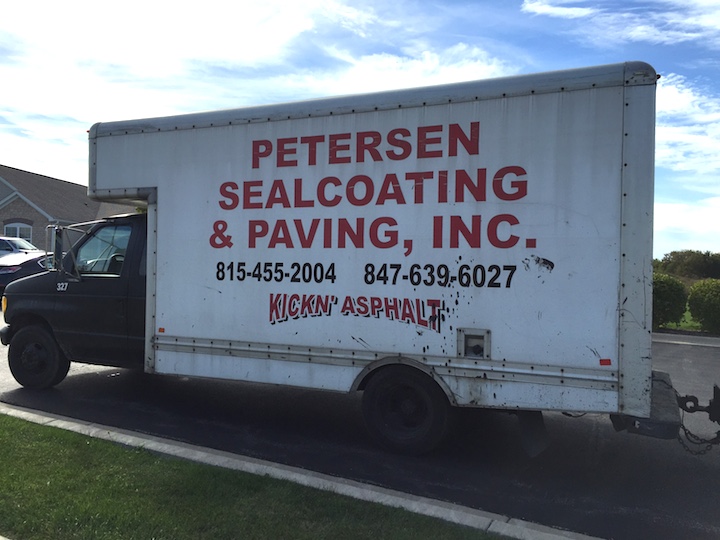 PETERSEN
SEALCOATING
& PAVING, INC.
815-455-2004 847-639-6027
KICKN' ASPHALT
327